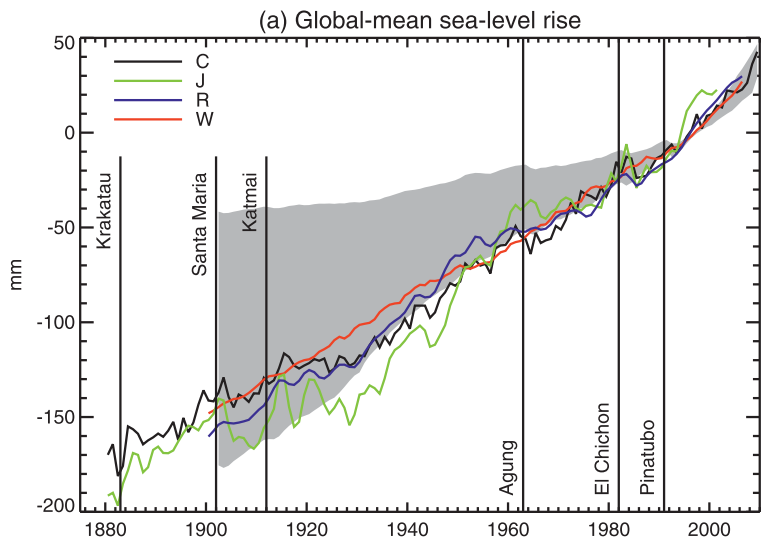 (a) Global-mean sea-level rise
C
J
R
W
50
0
-50
-100
-150
-200
mm
Krakatau
Santa Maria
Katmai
Agung
El Chichon
Pinatubo
1880 1900 1920 1940 1960 1980 2000